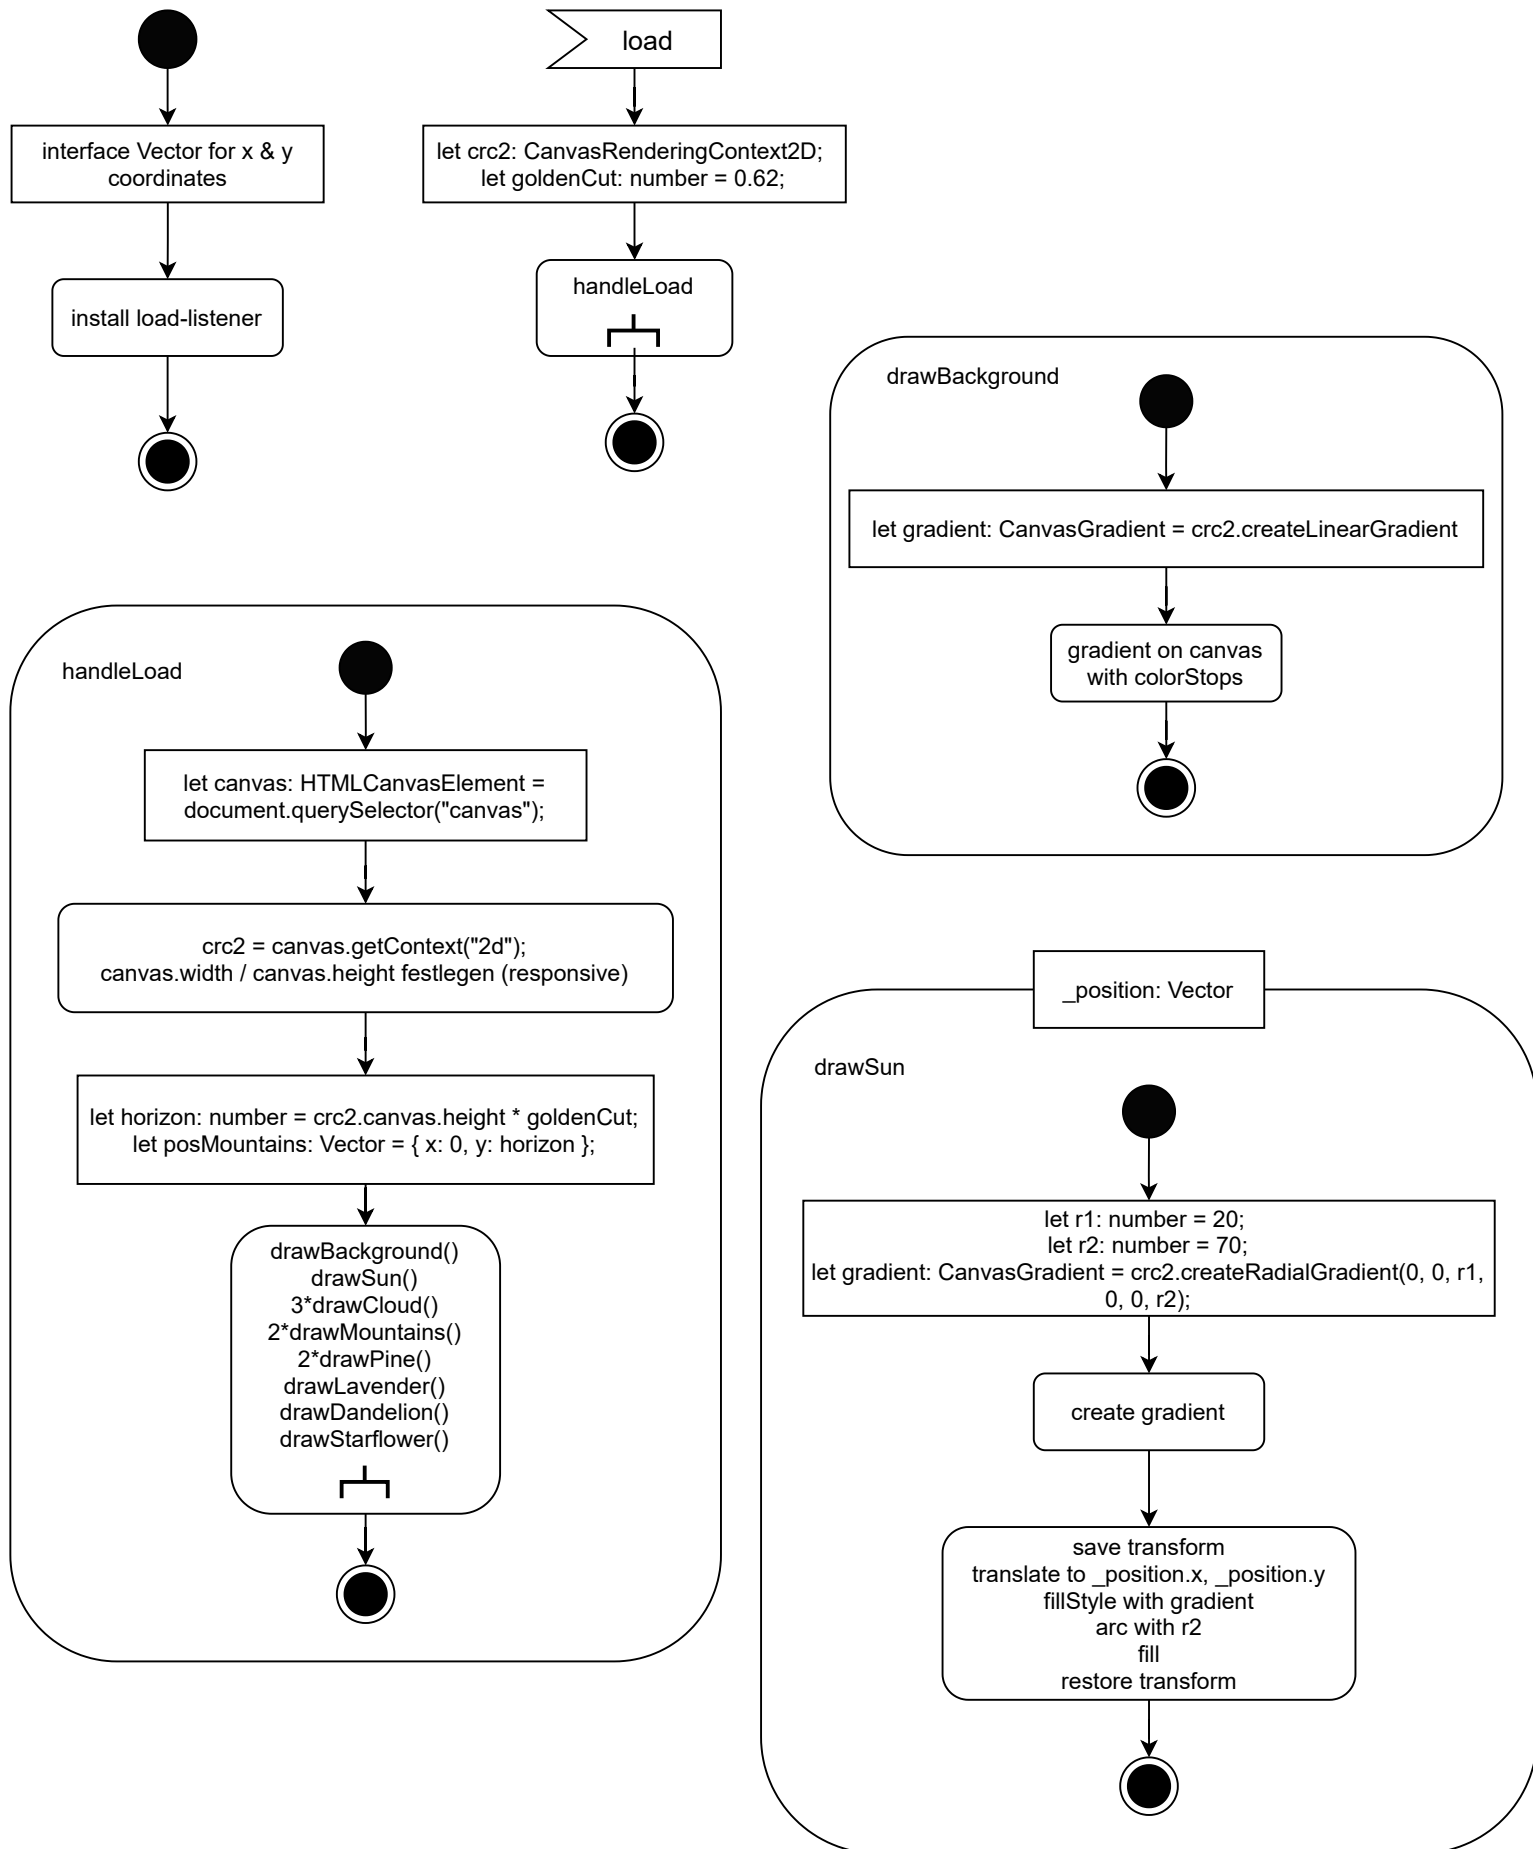 interface Vector for x & y
coordinates
install load-listener
load
let crc2: CanvasRenderingContext2D;
let goldenCut: number = 0.62;
handleLoad
drawBackground
let gradient: CanvasGradient = crc2.createLinearGradient
gradient on canvas
with colorStops
handleLoad
let canvas: HTMLCanvasElement =
document.querySelector("canvas");
crc2 = canvas.getContext("2d");
canvas.width / canvas.height festlegen (responsive)
let horizon: number = crc2.canvas.height * goldenCut;
let posMountains: Vector = { x: 0, y: horizon };
drawBackground()
drawSun()
3*drawCloud()
2*drawMountains()
2*drawPine()
drawLavender()
drawDandelion()
drawStarflower()
_position: Vector
drawSun
let r1: number = 20;
let r2: number = 70;
let gradient: CanvasGradient = crc2.createRadialGradient(0, 0, r1,
0, 0, r2);
create gradient
save transform
translate to _position.x, _position.y
fillStyle with gradient
arc with r2
fill
restore transform